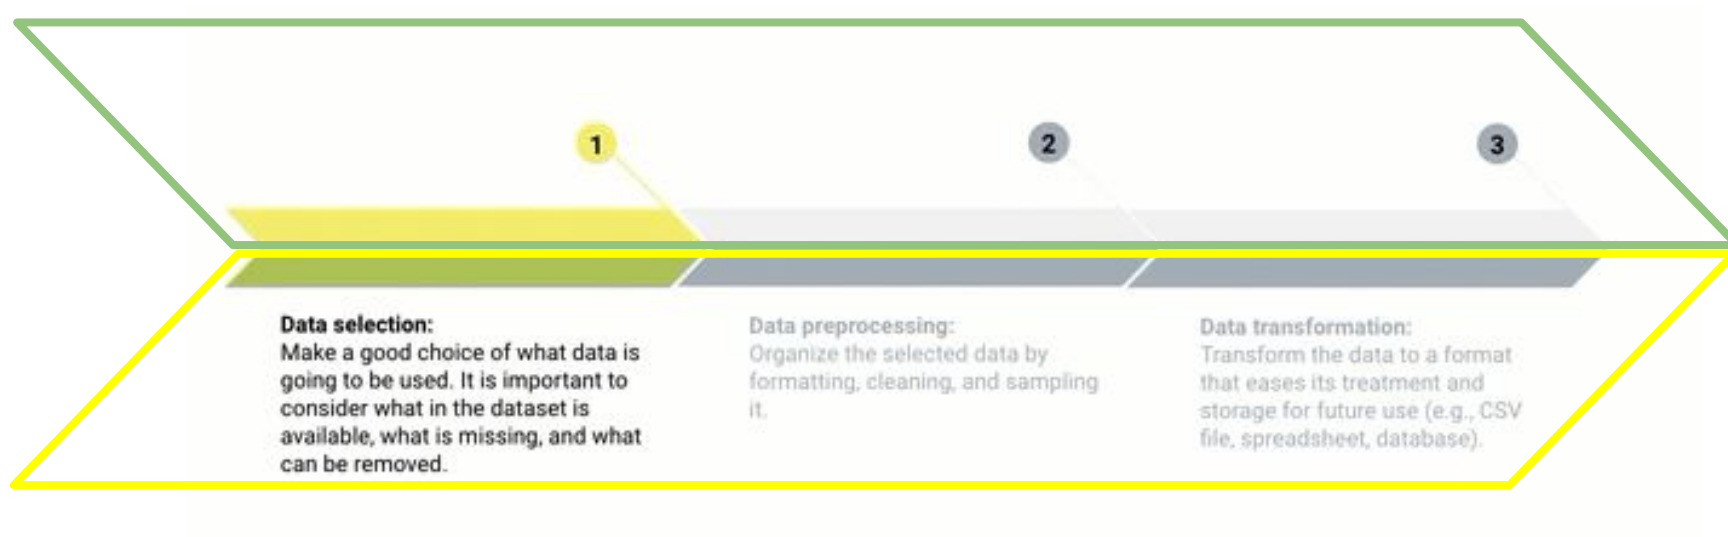 1
2
3
Data selection:
Make a good choice of what data is
going to be used. It is important to
consider what in the dataset is
available, what is missing, and what
can be removed.
Data preprocessing:
Organize the selected data by
formatting, cleaning, and sampling
it.
Data transformation:
Transform the data to a format
that eases its treatment and
storage for future use (e.g., CSV
file, spreadsheet, database).